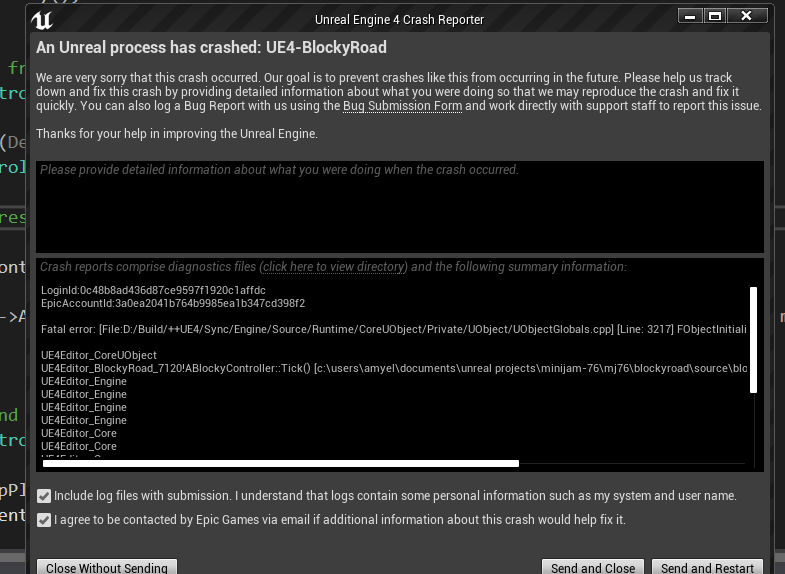 Unreal Engine 4 Crash Reporter
An Unreal process has crashed: UE4-BlockyRoad
We are very sorry that this crash occurred. Our goal is to prevent crashes like this from occurring in the future. Please help us track
down and fix this crash by providing detailed information about what you were doing so that we may reproduce the crash and fix it
quickly. You can also log a Bug Report with us using the Bug Submission Form and work directly with support staff to report this issue.
Thanks for your help in improving the Unreal Engine.
Please provide detailed information about what you were doing when the crash occurred.
Crash reports comprise diagnostics files (click here to view directory) and the following summary information:
LoginId:0c48b8ad436d87ce9597f1920c1affdc
EpicAccountId:3a0ea2041b764b9985ea1b347cd398f2
Fatal error: [File:D:/Build/++UE4/Sync/Engine/Source/Runtime/CoreUObject/Private/UObject/UObjectGlobals.cpp] [Line: 3217] FObjectInitiali
UE4Editor_CoreUObject
UE4Editor_BlockyRoad_7120!ABlockyController::Tick() [c:\users\amyel\documents\unreal projects\minijam-76\mj76\blockyroad\source\blo
UE4Editor_Engine
UE4Editor_Engine
UE4Editor_Engine
UE4Editor_Engine
UE4Editor_Core
UE4Editor_Core
Include log files with submission. I understand that logs contain some personal information such as my system and user name.
I agree to be contacted by Epic Games via email if additional information about this crash would help fix it.
Close Without Sending
Send and Close
Send and Restart
fr
tro
(De
rol
res
ont
->A
nd
tro
pPl
ent